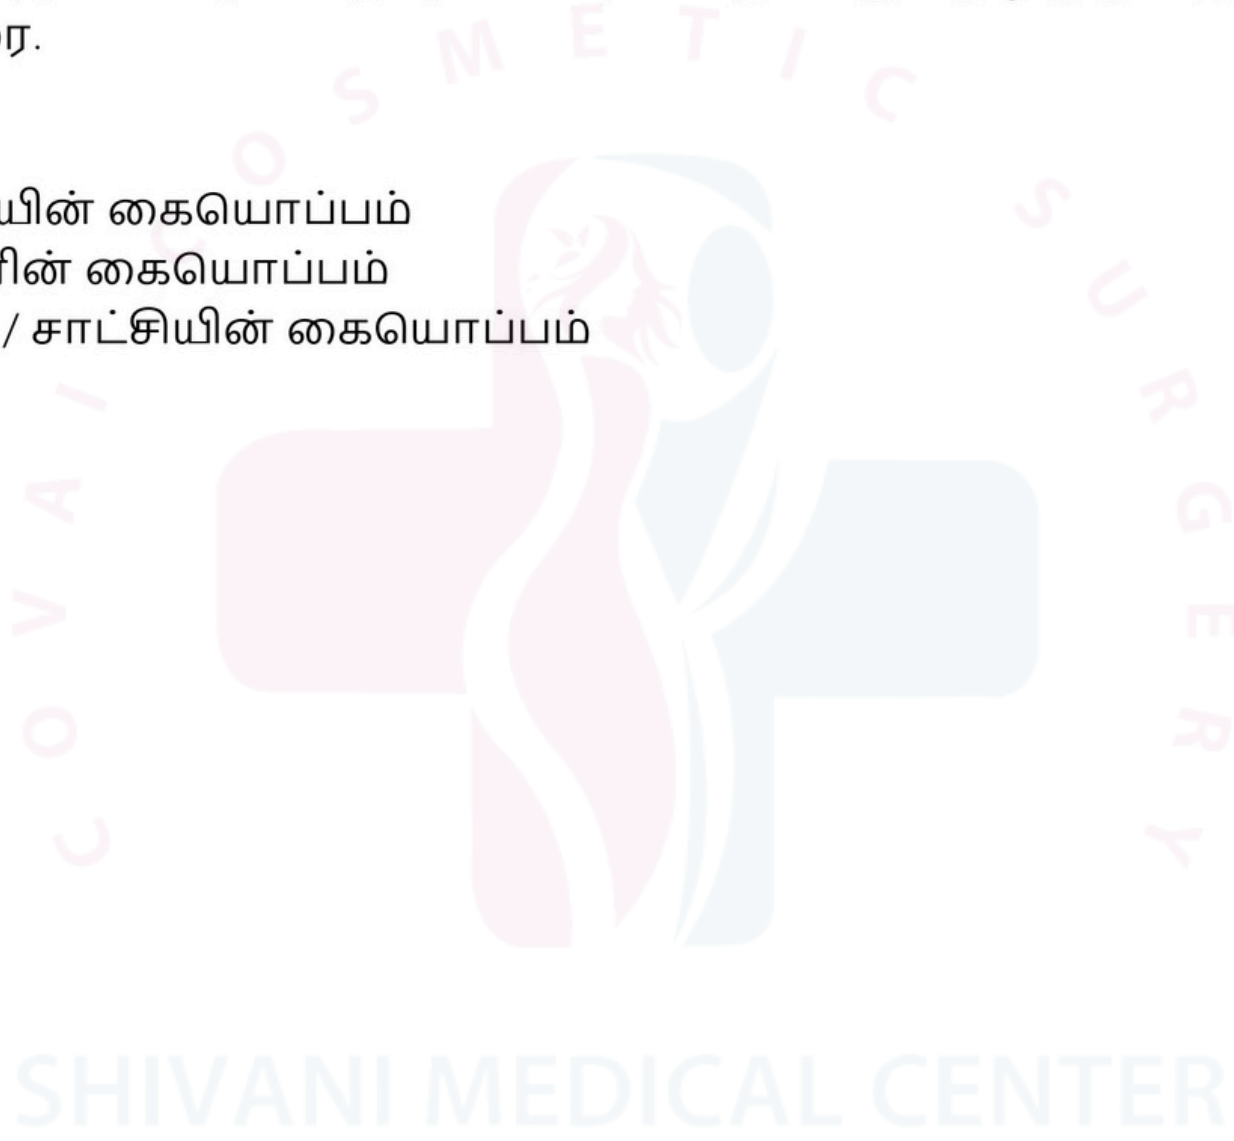 ரை.
COVAI COSMETIC SURGERY
யின் கையொப்பம்
ரின் கையொப்பம்
/ சாட்சியின் கையொப்பம்
SHIVANI MEDICAL CENTER